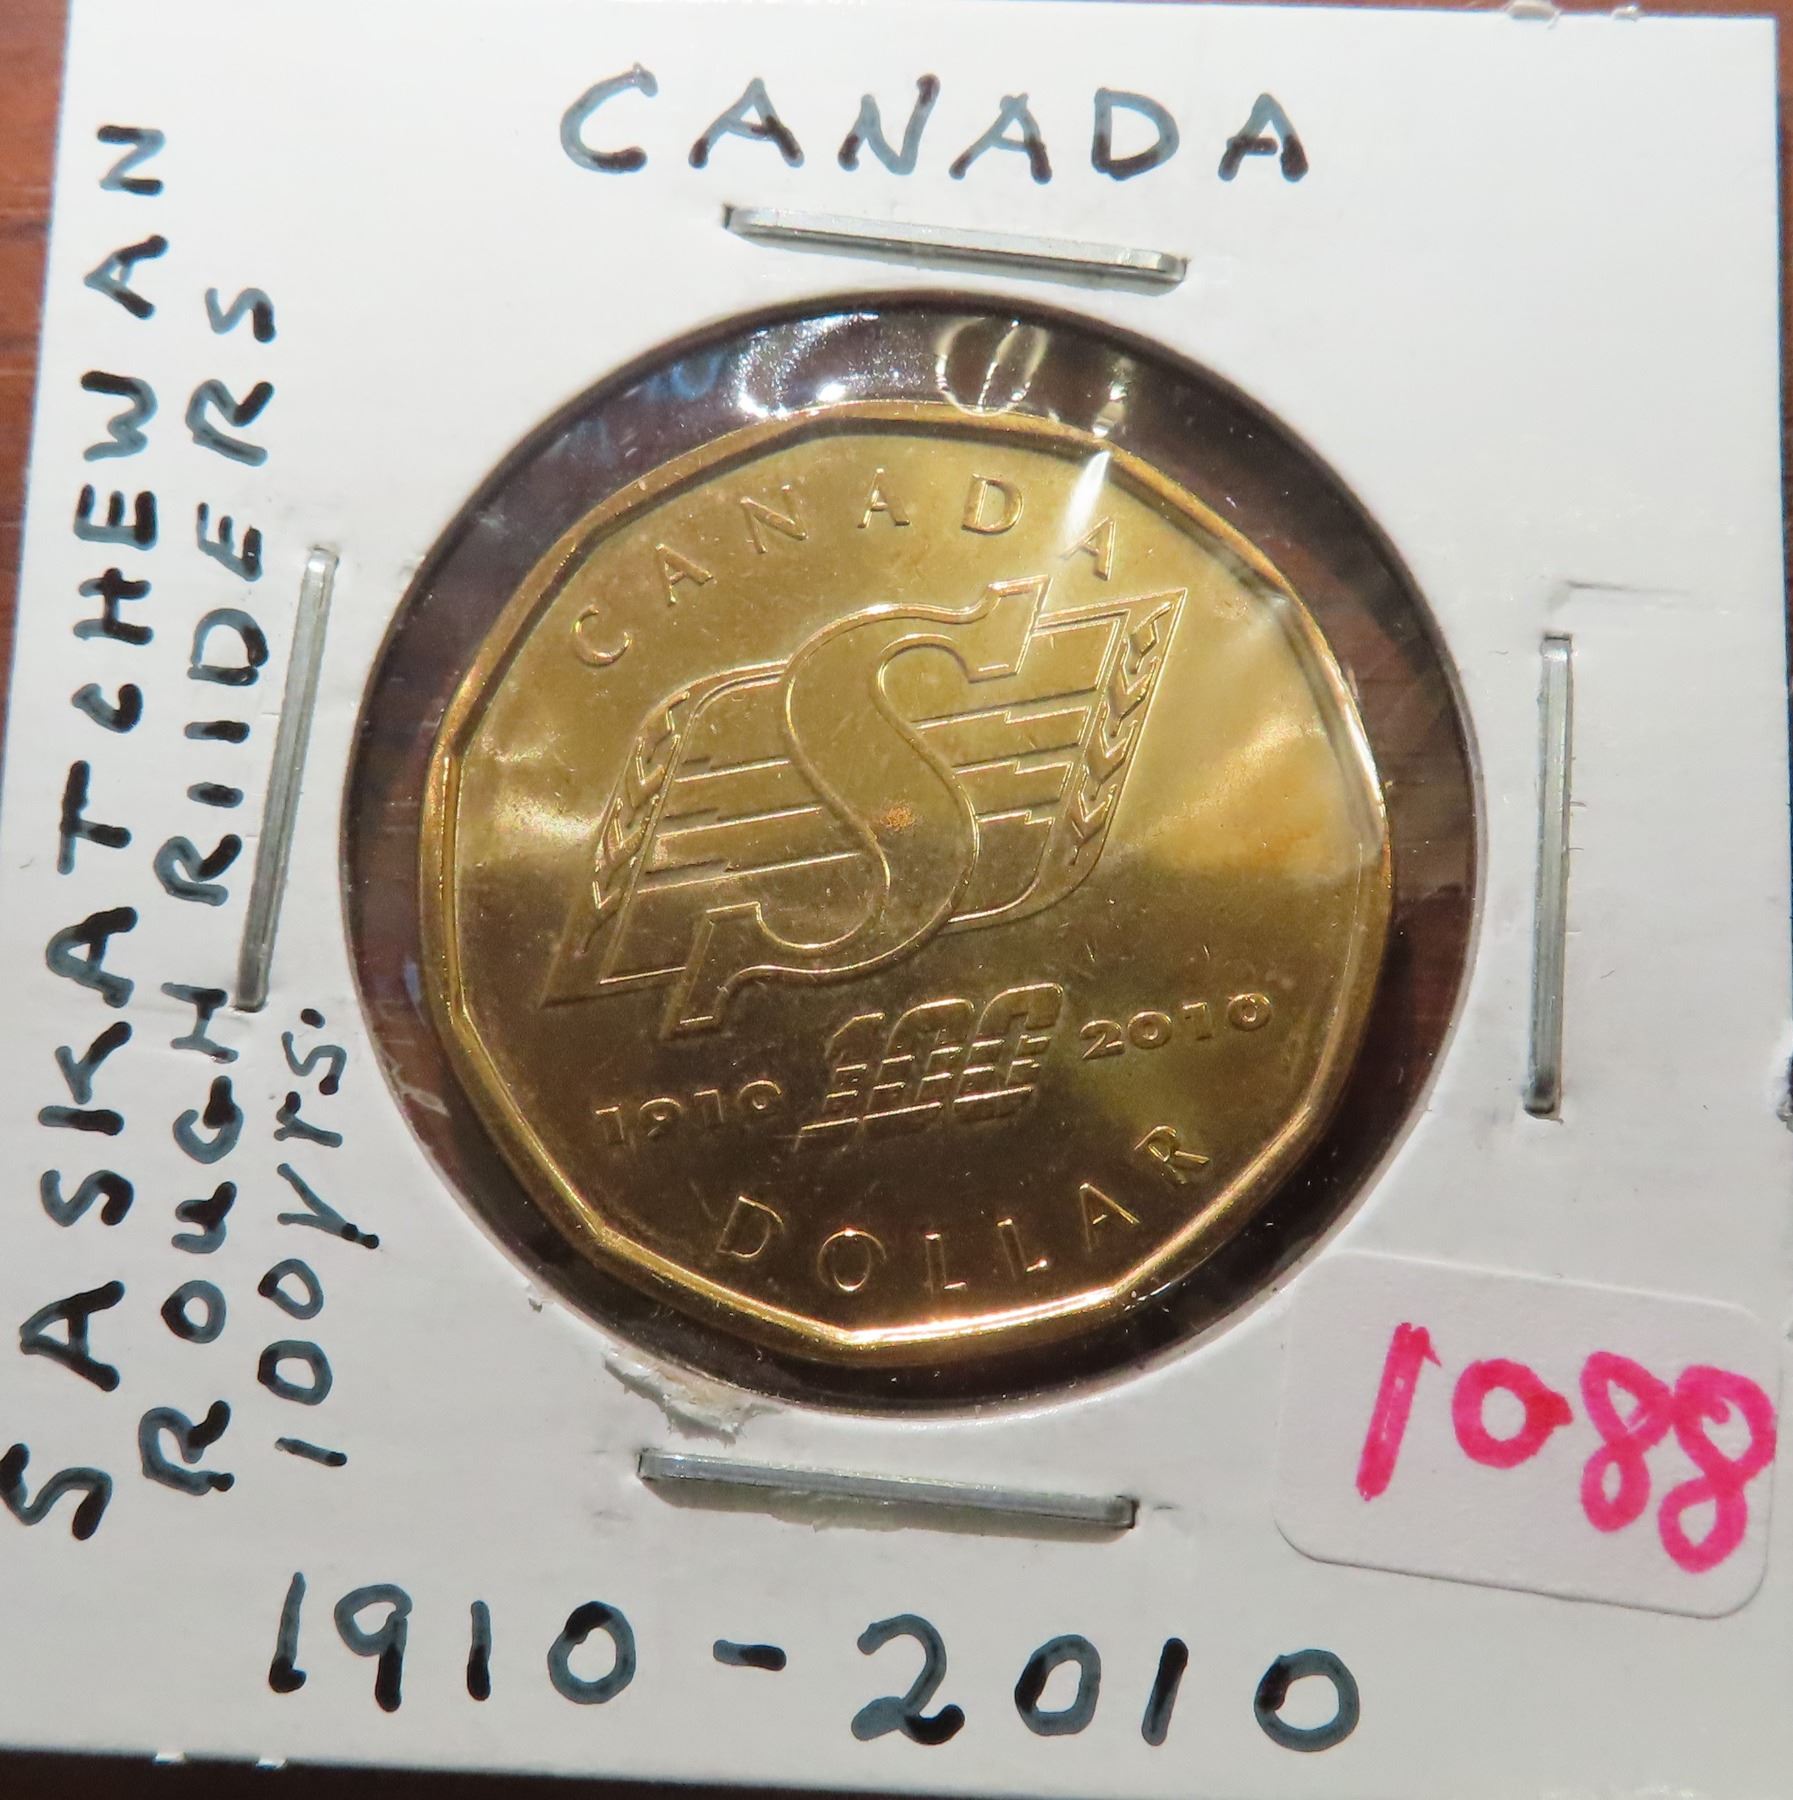 CANADA
SASKATCHEWAN
ROUGH RIIDERS
100 yrs.
CANADA
S
1910 100 2010
DOLLAR
1088
1910 - 2010